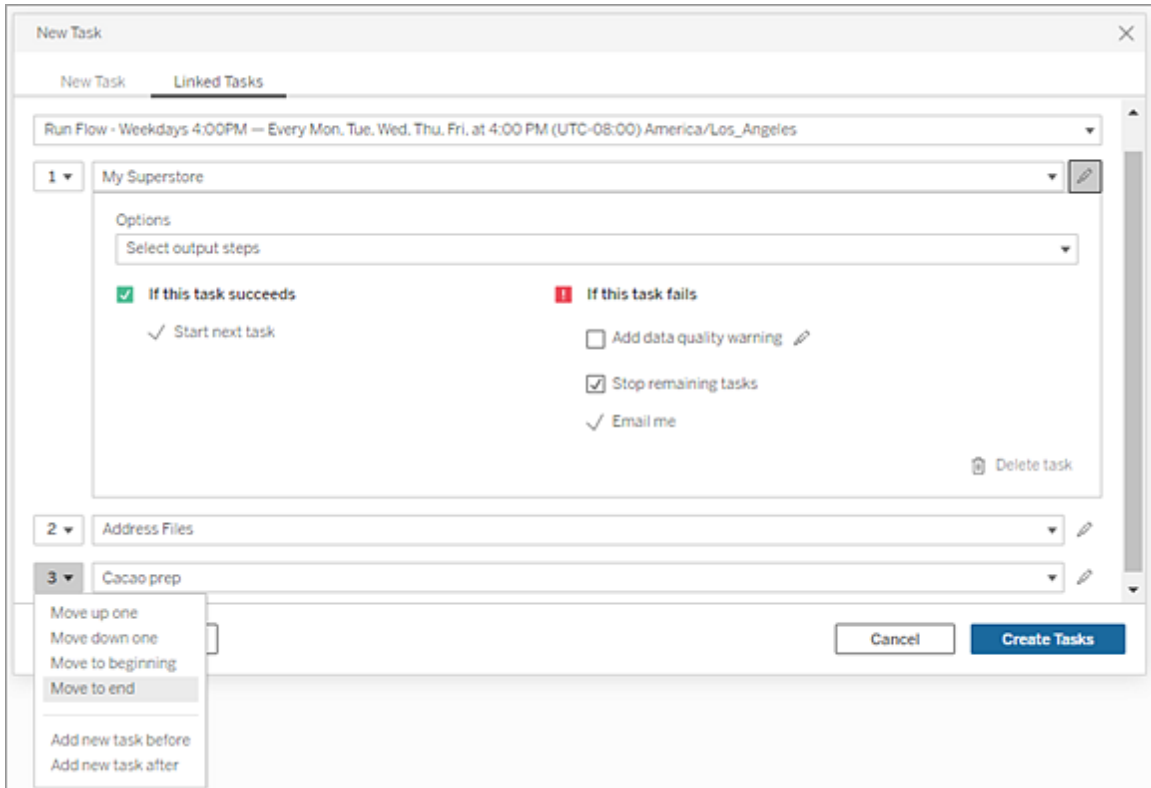 New Task
New Task Linked Tasks
Run Flow - Weekdays 4:00PM — Every Mon, Tue, Wed, Thu, Fri, at 4:00 PM (UTC-08:00) America/Los_Angeles
1 My Superstore
Options
Select output steps
If this task succeeds
Start next task
If this task fails
Add data quality warning
Stop remaining tasks
Email me
Delete task
2 Address Files
3 Cacao prep
Move up one
Move down one
Move to beginning
Move to end
Add new task before
Add new task after
Cancel Create Tasks